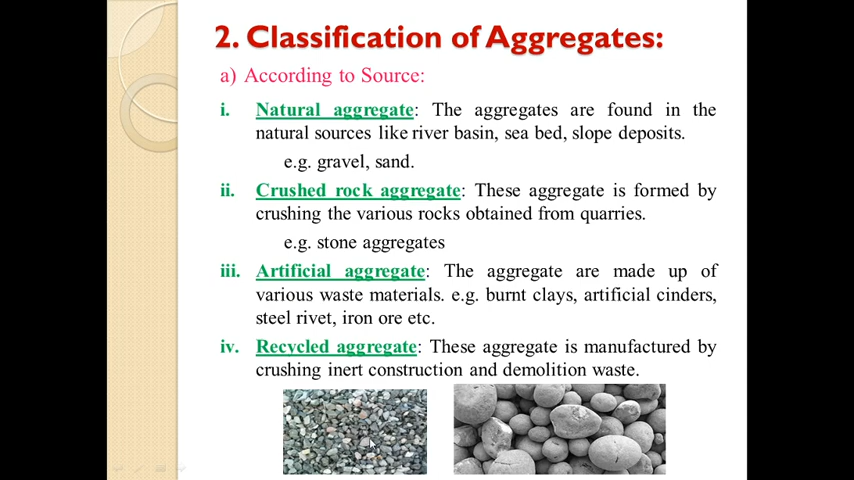 2. Classification of Aggregates:
a) According to Source:
i. Natural aggregate: The aggregates are found in the
natural sources like river basin, sea bed, slope deposits.
e.g. gravel, sand.
ii. Crushed rock aggregate: These aggregate is formed by
crushing the various rocks obtained from quarries.
e.g. stone aggregates
iii. Artificial aggregate: The aggregate are made up of
various waste materials. e.g. burnt clays, artificial cinders,
steel rivet, iron ore etc.
iv. Recycled aggregate: These aggregate is manufactured by
crushing inert construction and demolition waste.